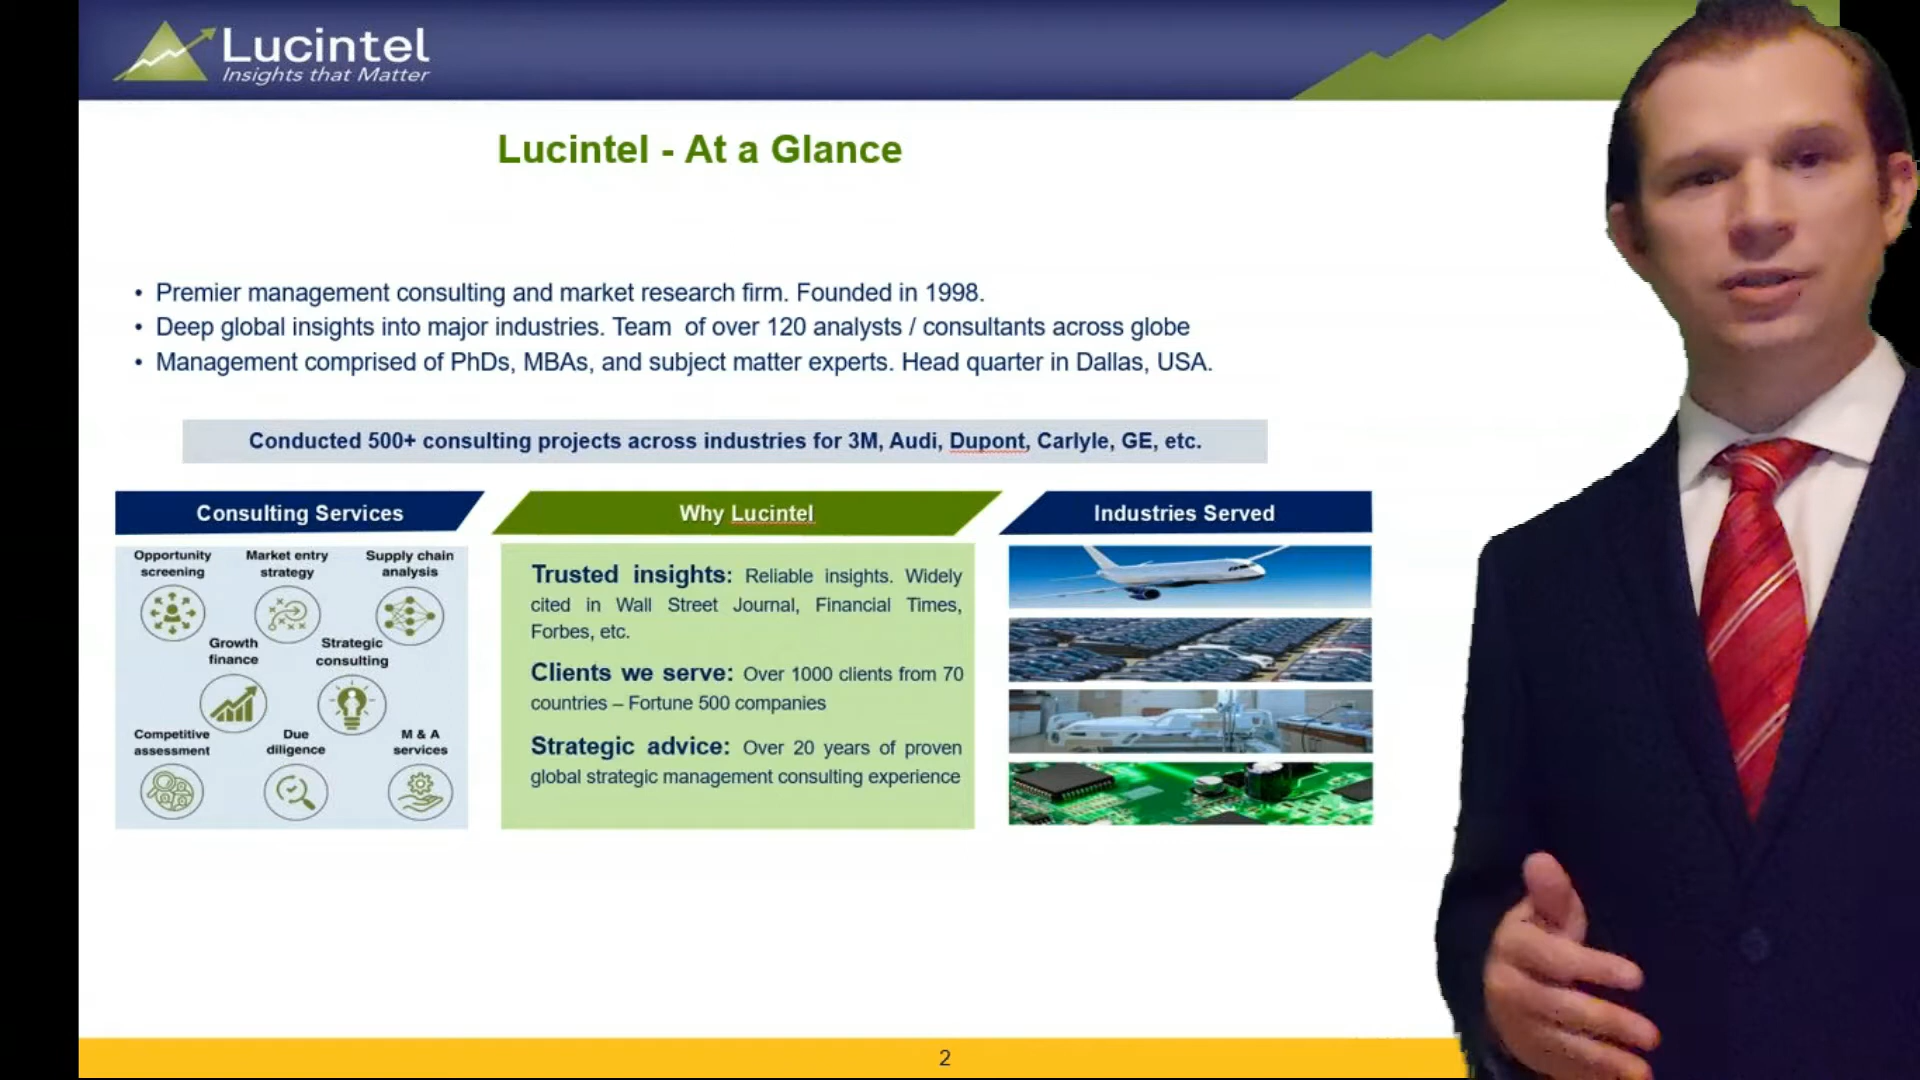 Lucintel
Insights that Matter
Lucintel - At a Glance
• Premier management consulting and market research firm. Founded in 1998.
• Deep global insights into major industries. Team of over 120 analysts / consultants across globe
• Management comprised of PhDs, MBAs, and subject matter experts. Head quarter in Dallas, USA.
Conducted 500+ consulting projects across industries for 3M, Audi, Dupont, Carlyle, GE, etc.
Consulting Services
Opportunity
screening
Market entry
strategy
Supply chain
analysis
Growth
finance
Strategic
consulting
Competitive
assessment
Due
diligence
M & A
services
Why Lucintel
Trusted insights: Reliable insights. Widely
cited in Wall Street Journal, Financial Times,
Forbes, etc.
Clients we serve: Over 1000 clients from 70
countries – Fortune 500 companies
Strategic advice: Over 20 years of proven
global strategic management consulting experience
Industries Served
2